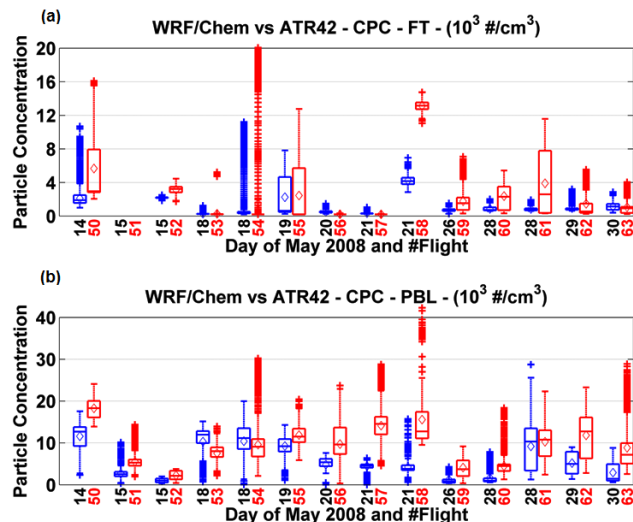 (a)
WRF/Chem vs ATR42 - CPC - FT - (10³ #/cm³)
Particle Concentration
20
16
12
8
4
0
14 15 15 18 18 19 20 21 21 26 28 28 29 30
50 51 52 53 54 55 56 57 58 59 60 61 62 63
Day of May 2008 and #Flight
(b)
WRF/Chem vs ATR42 - CPC - PBL - (10³ #/cm³)
Particle Concentration
40
30
20
10
0
14 15 15 18 18 19 20 21 21 26 28 28 29 30
50 51 52 53 54 55 56 57 58 59 60 61 62 63
Day of May 2008 and #Flight